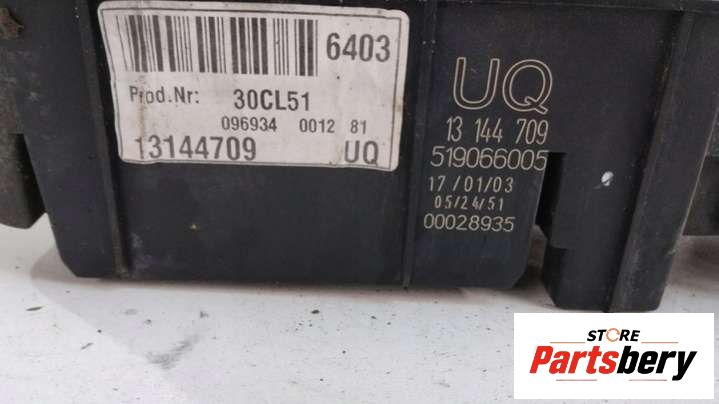 6403
Prod.Nr: 30CL51
096934 0012 81
13144709 UQ
UQ
13 144 709
519066005
17/01/03
05/24/51
00028935
STORE
Partsbery